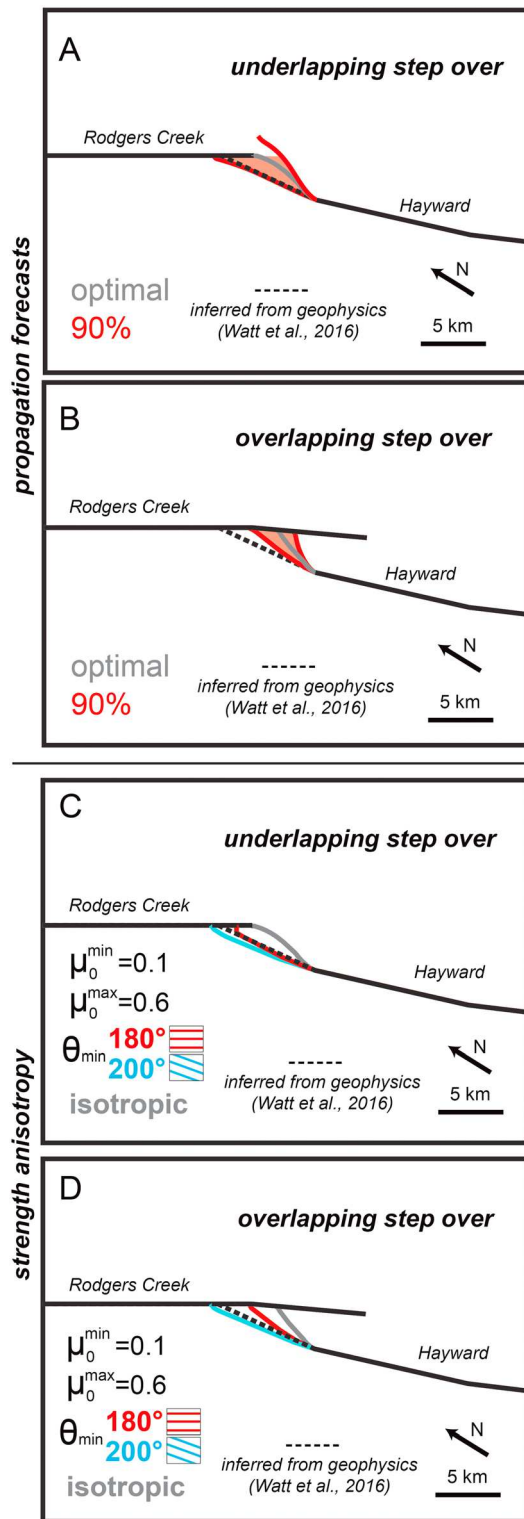 propagation forecasts
A
underlapping step over
Rodgers Creek
Hayward
optimal
90%
inferred from geophysics
(Watt et al., 2016)
N
5 km
B
overlapping step over
Rodgers Creek
Hayward
optimal
90%
inferred from geophysics
(Watt et al., 2016)
N
5 km
strength anisotropy
C
underlapping step over
Rodgers Creek
Hayward
μ₀ᵐⁱⁿ=0.1
μ₀ᵐᵃˣ=0.6
θmin 180°
200°
isotropic
inferred from geophysics
(Watt et al., 2016)
N
5 km
D
overlapping step over
Rodgers Creek
Hayward
μ₀ᵐⁱⁿ=0.1
μ₀ᵐᵃˣ=0.6
θmin 180°
200°
isotropic
inferred from geophysics
(Watt et al., 2016)
N
5 km